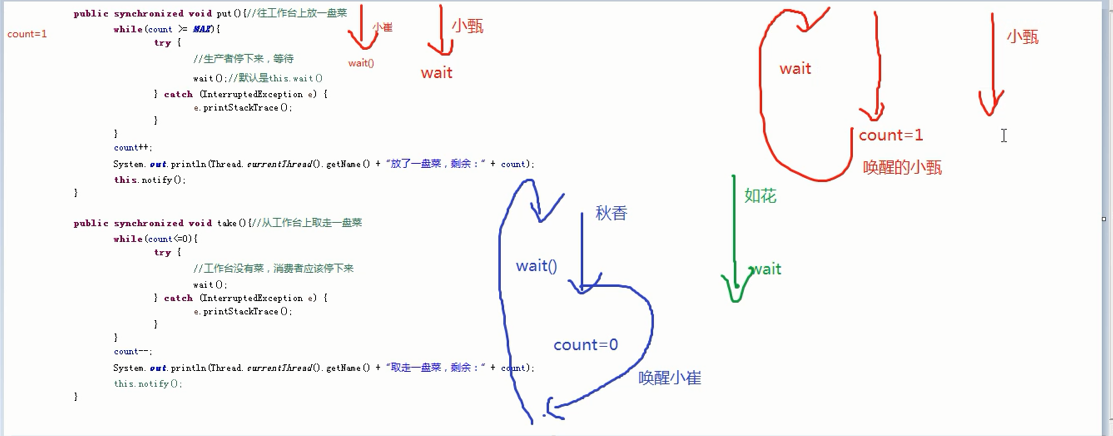 public synchronized void put(){//往工作台上放一盘菜
count=1
while(count >= MAX){
try {
//生产者停下来，等待
wait();//默认是this.wait()
} catch (InterruptedException e) {
e.printStackTrace();
}
}
count++;
System.out.println(Thread.currentThread().getName() + "放了一盘菜，剩余：" + count);
this.notify();
}
public synchronized void take(){//从工作台上取走一盘菜
while(count<=0){
try {
//工作台没有菜，消费者应该停下来
wait();
} catch (InterruptedException e) {
e.printStackTrace();
}
}
count--;
System.out.println(Thread.currentThread().getName() + "取走一盘菜，剩余：" + count);
this.notify();
}
小崔
wait()
小甄
wait
wait
count=1
唤醒的小甄
小甄
秋香
wait()
count=0
唤醒小崔
如花
wait